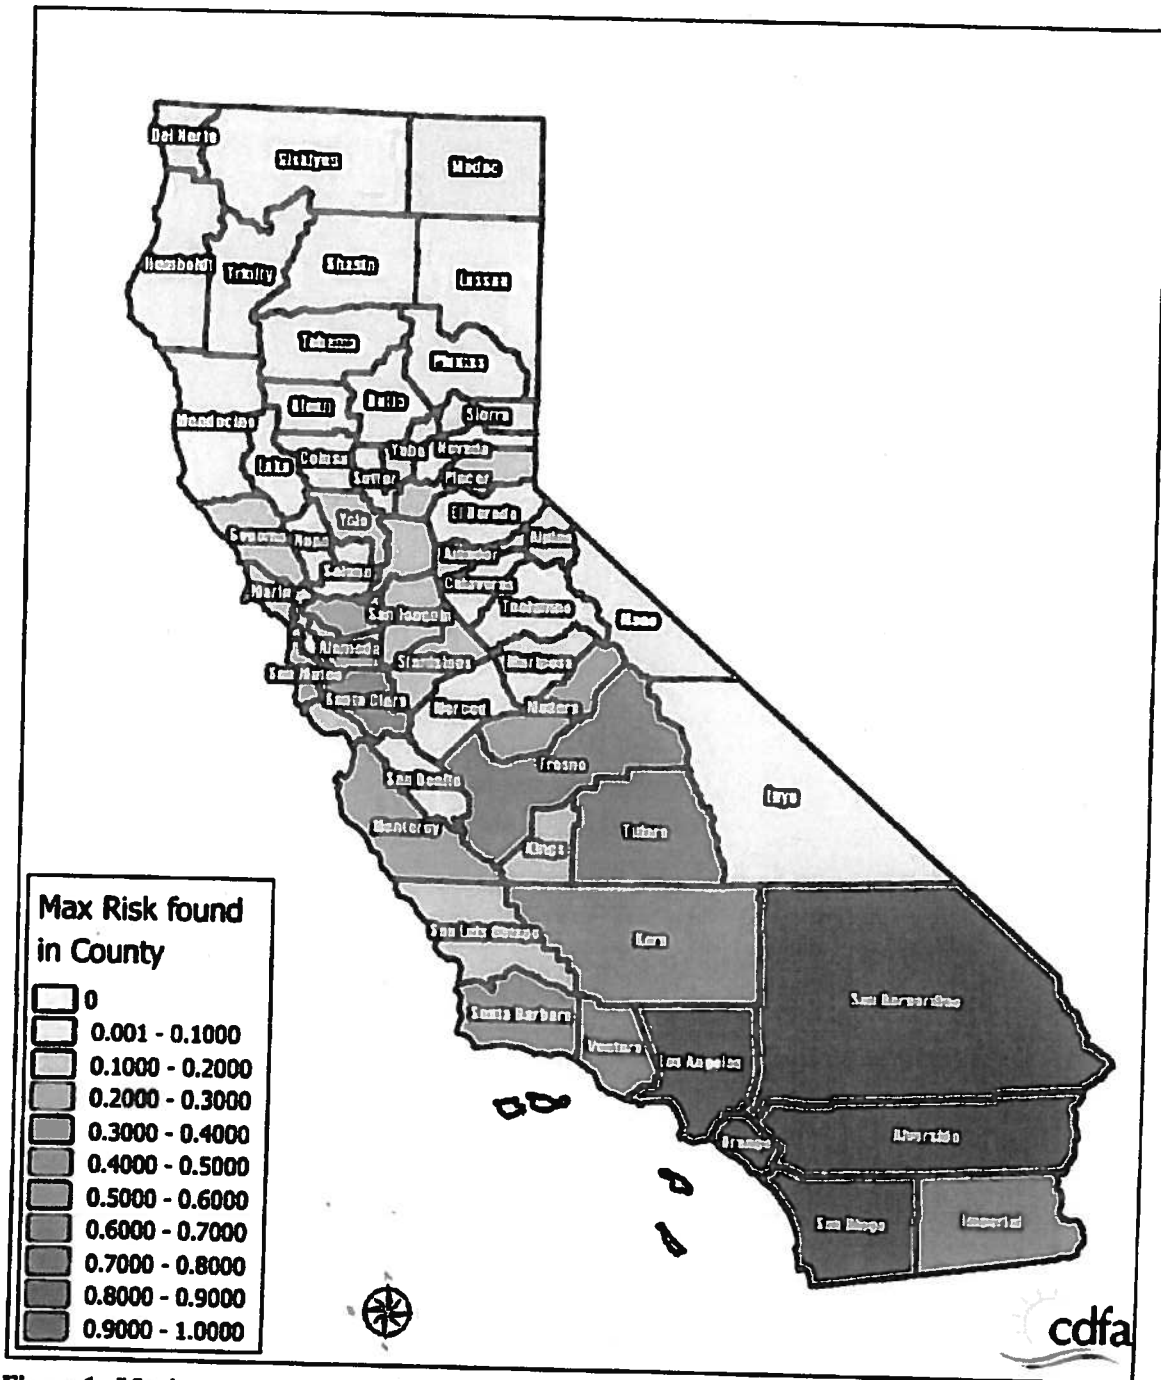 Del Norte
Siskiyou
Modoc
Humboldt
Trinity
Shasta
Lassen
Tehama
Plumas
Glenn
Butte
Sierra
Mendocino
Lake
Colusa
Sutter
Yuba
Nevada
Placer
Yolo
El Dorado
Sonoma
Napa
Solano
Amador
Alpine
Marin
Calaveras
San Joaquin
Tuolumne
Mono
Alameda
Stanislaus
Mariposa
San Mateo
Santa Clara
Merced
Madera
Fresno
San Benito
Inyo
Monterey
Kings
Tulare
San Luis Obispo
Kern
Santa Barbara
Ventura
Los Angeles
San Bernardino
Orange
Riverside
San Diego
Imperial
Max Risk found
in County
0
0.001 - 0.1000
0.1000 - 0.2000
0.2000 - 0.3000
0.3000 - 0.4000
0.4000 - 0.5000
0.5000 - 0.6000
0.6000 - 0.7000
0.7000 - 0.8000
0.8000 - 0.9000
0.9000 - 1.0000
cdfa